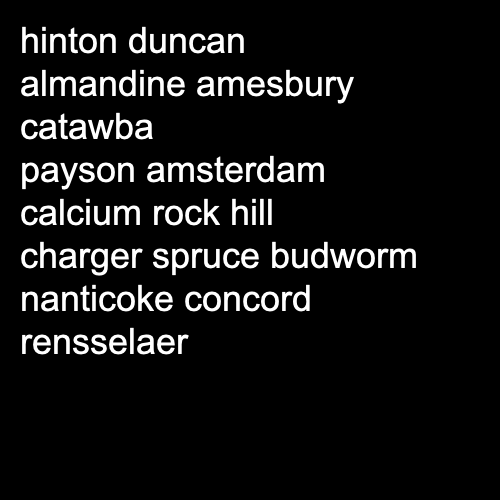 hinton duncan
almandine amesbury
catawba
payson amsterdam
calcium rock hill
charger spruce budworm
nanticoke concord
rensselaer